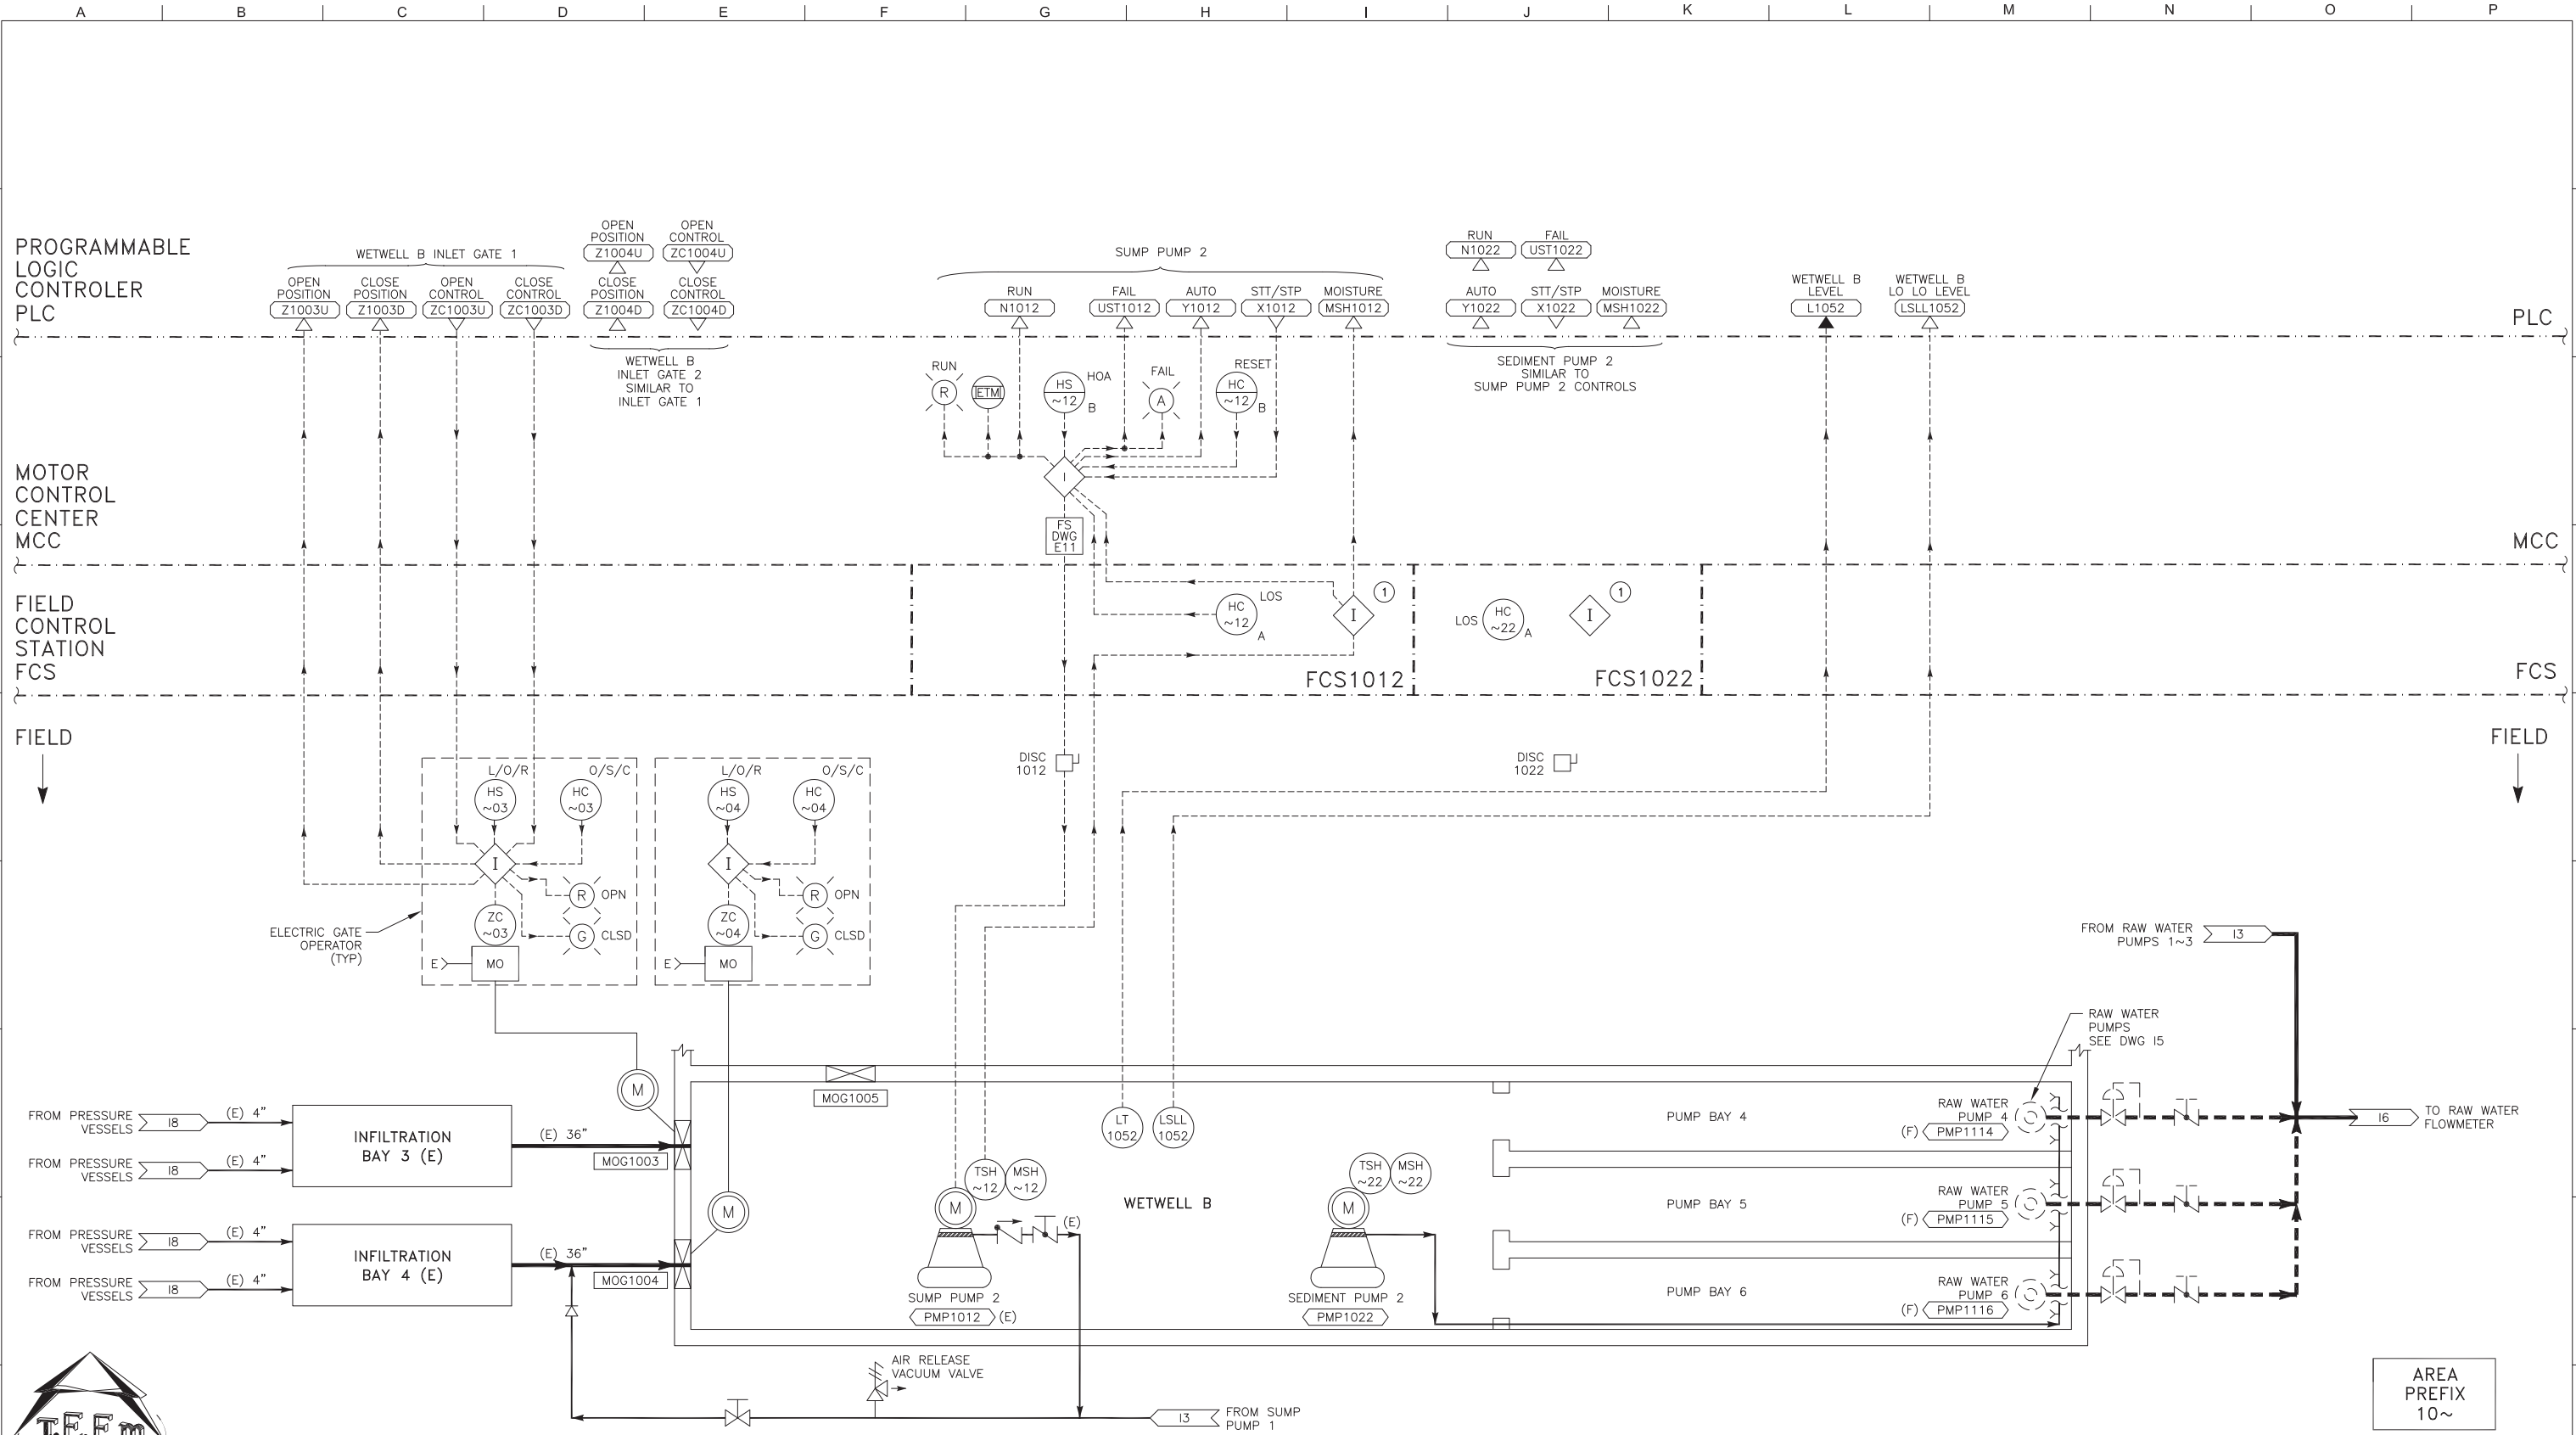 A B C D E F G H I J K L M N O P
PROGRAMMABLE
LOGIC
CONTROLER
PLC
WETWELL B INLET GATE 1
OPEN
POSITION
Z1003U
CLOSE
POSITION
Z1003D
OPEN
CONTROL
ZC1003U
CLOSE
CONTROL
ZC1003D
OPEN
POSITION
Z1004U
OPEN
CONTROL
ZC1004U
CLOSE
POSITION
Z1004D
CLOSE
CONTROL
ZC1004D
WETWELL B
INLET GATE 2
SIMILAR TO
INLET GATE 1
SUMP PUMP 2
RUN
N1012
FAIL
UST1012
AUTO
Y1012
STT/STP
X1012
MOISTURE
MSH1012
RUN
N1022
FAIL
UST1022
AUTO
Y1022
STT/STP
X1022
MOISTURE
MSH1022
SEDIMENT PUMP 2
SIMILAR TO
SUMP PUMP 2 CONTROLS
WETWELL B
LEVEL
L1052
WETWELL B
LO LO LEVEL
LSLL1052
PLC
MOTOR
CONTROL
CENTER
MCC
RUN
R
ETM
HS
~12
HOA
B
FAIL
A
RESET
HC
~12
B
I
FS
DWG
E11
MCC
FIELD
CONTROL
STATION
FCS
HC
~12
LOS
A
I
1
FCS1012
LOS
HC
~22
A
I
1
FCS1022
FCS
FIELD
FIELD
L/O/R
O/S/C
HS
~03
HC
~03
I
R OPN
ZC
~03
G CLSD
E
MO
ELECTRIC GATE
OPERATOR
(TYP)
L/O/R
O/S/C
HS
~04
HC
~04
I
R OPN
ZC
~04
G CLSD
E
MO
DISC
1012
DISC
1022
FROM RAW WATER
PUMPS 1~3
I3
RAW WATER
PUMPS
SEE DWG I5
FROM PRESSURE
VESSELS
I8
(E) 4"
FROM PRESSURE
VESSELS
I8
(E) 4"
INFILTRATION
BAY 3 (E)
(E) 36"
MOG1003
M
FROM PRESSURE
VESSELS
I8
(E) 4"
FROM PRESSURE
VESSELS
I8
(E) 4"
INFILTRATION
BAY 4 (E)
(E) 36"
MOG1004
M
MOG1005
LT
1052
LSLL
1052
TSH
~12
MSH
~12
M
(E)
SUMP PUMP 2
PMP1012
(E)
WETWELL B
TSH
~22
MSH
~22
M
SEDIMENT PUMP 2
PMP1022
PUMP BAY 4
PUMP BAY 5
PUMP BAY 6
RAW WATER
PUMP 4
(F) PMP1114
RAW WATER
PUMP 5
(F) PMP1115
RAW WATER
PUMP 6
(F) PMP1116
I6
TO RAW WATER
FLOWMETER
AIR RELEASE
VACUUM VALVE
I3
FROM SUMP
PUMP 1
AREA
PREFIX
10~
T.E.Em